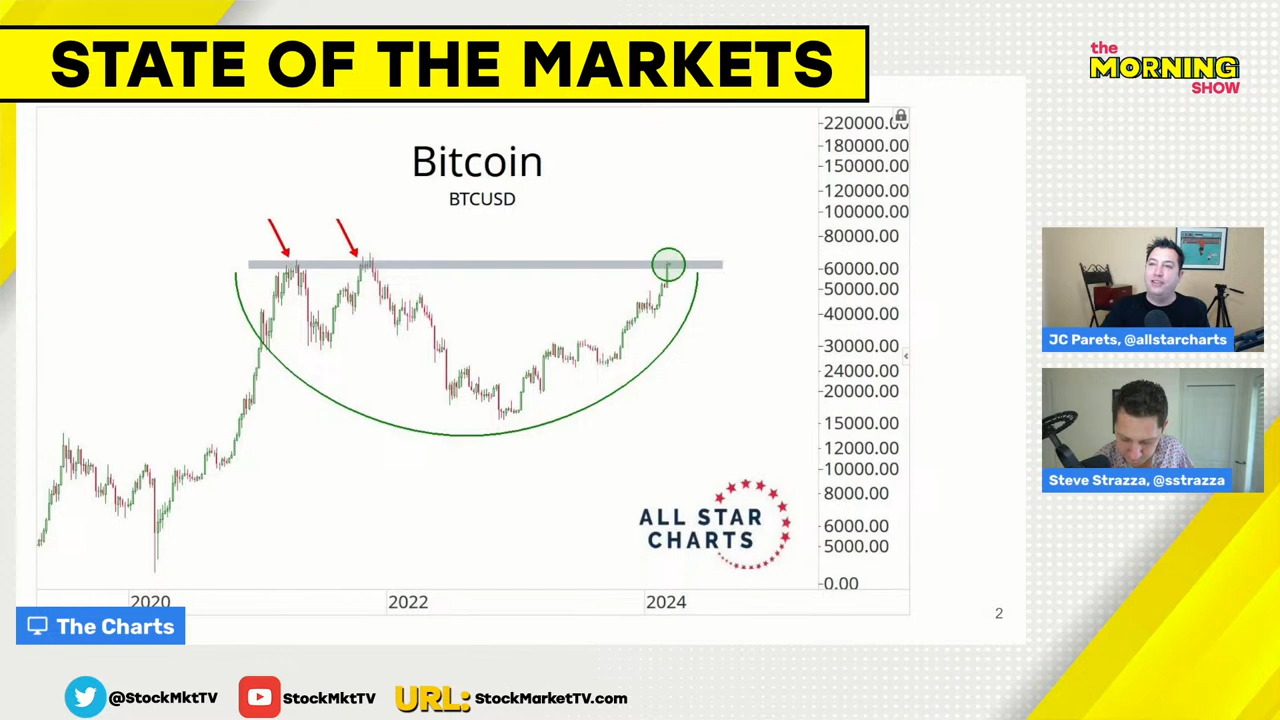 STATE OF THE MARKETS
the
MORNING
SHOW
Bitcoin
BTCUSD
220000.00
180000.00
150000.00
120000.00
100000.00
80000.00
60000.00
50000.00
40000.00
30000.00
24000.00
20000.00
15000.00
12000.00
10000.00
8000.00
6000.00
5000.00
0.00
2020
2022
2024
ALL STAR
CHARTS
2
JC Parets, @allstarcharts
Steve Strazza, @sstrazza
The Charts
@StockMktTV
StockMktTV
URL: StockMarketTV.com